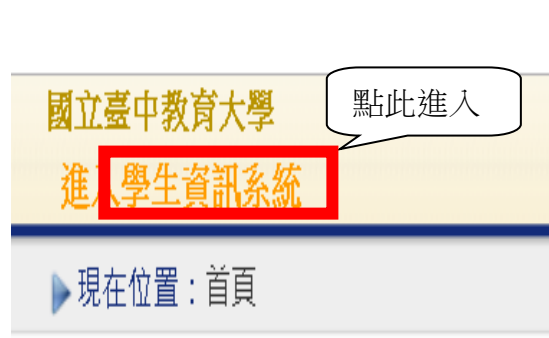 國立臺中教育大學
點此進入
進入學生資訊系統
現在位置：首頁